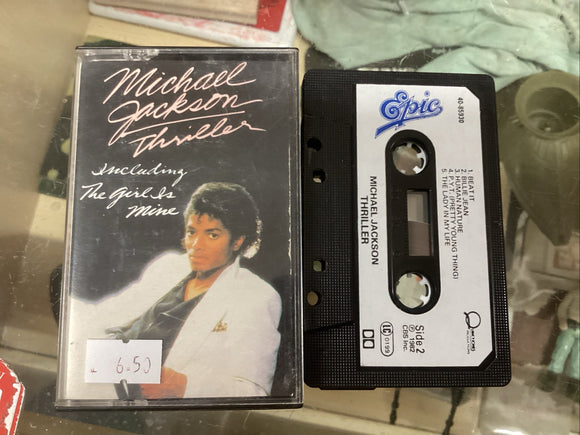 Michael
Jackson
Thriller
Including
The Girl Is
Mine
6.50
Epic
40-85930
1. BEAT IT
2. BILLIE JEAN
3. HUMAN NATURE
4. P.Y.T. (PRETTY YOUNG THING)
5. THE LADY IN MY LIFE
MICHAEL JACKSON
THRILLER
Side 2
℗ 1982
CBS Inc.
LC 0199